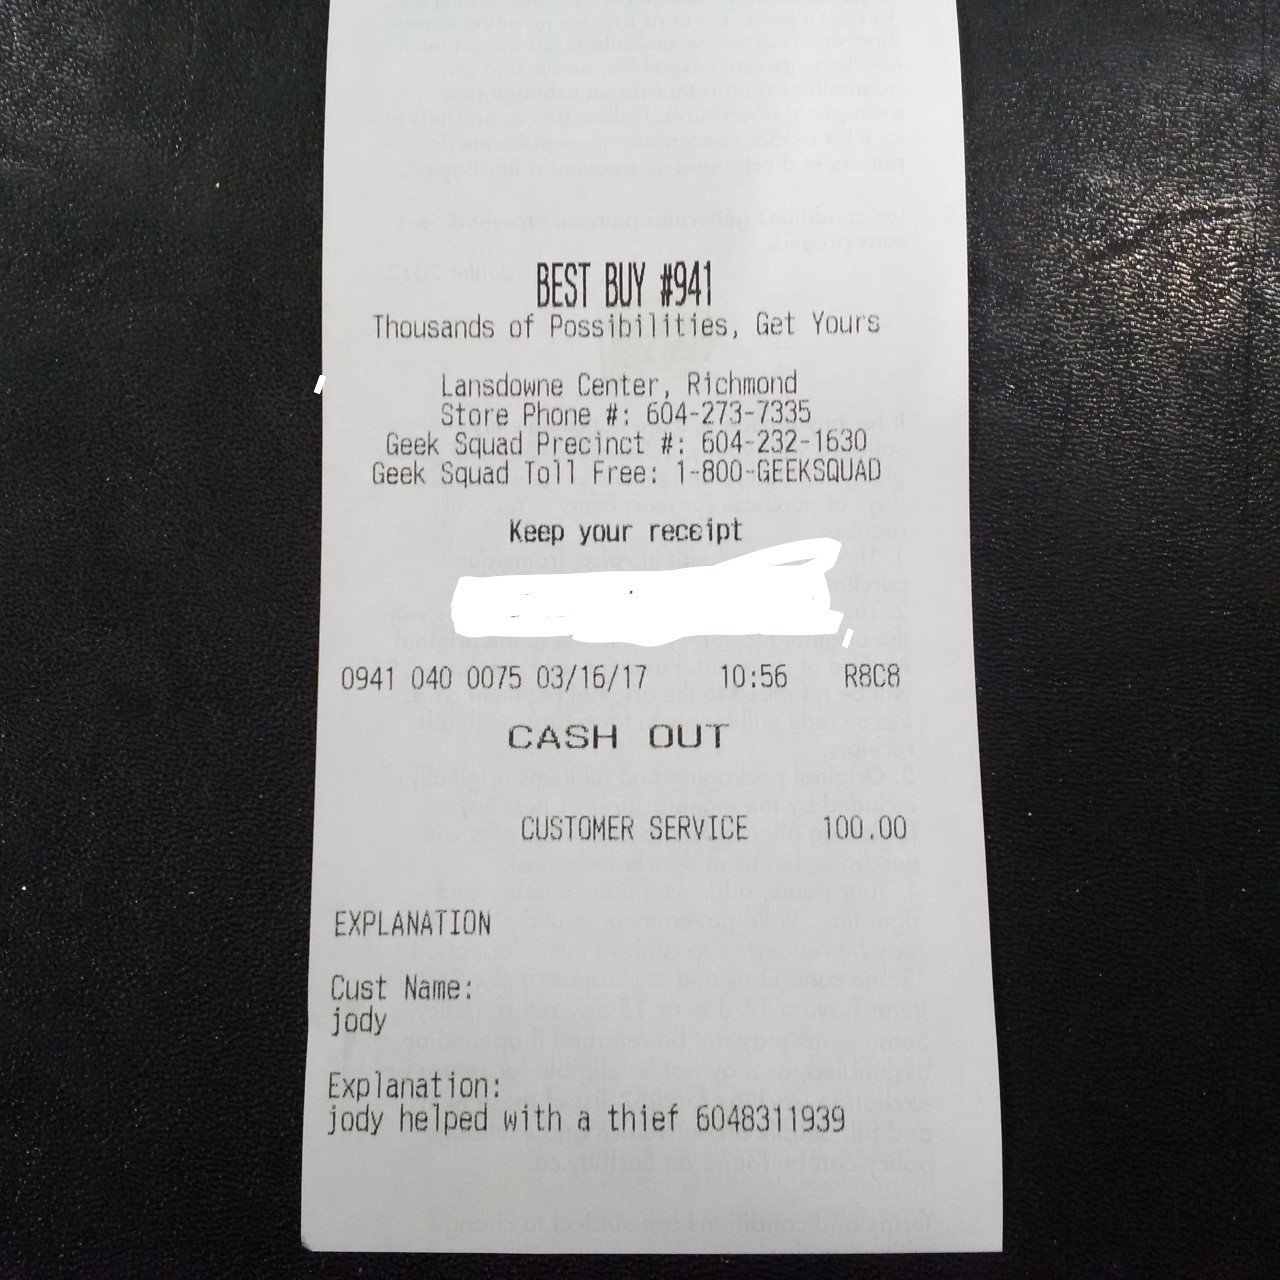 BEST BUY #941
Thousands of Possibilities, Get Yours
Lansdowne Center, Richmond
Store Phone #: 604-273-7335
Geek Squad Precinct #: 604-232-1630
Geek Squad Toll Free: 1-800-GEEKSQUAD
Keep your receipt
0941 040 0075 03/16/17 10:56 R8C8
CASH OUT
CUSTOMER SERVICE 100.00
EXPLANATION
Cust Name:
jody
Explanation:
jody helped with a thief 6048311939